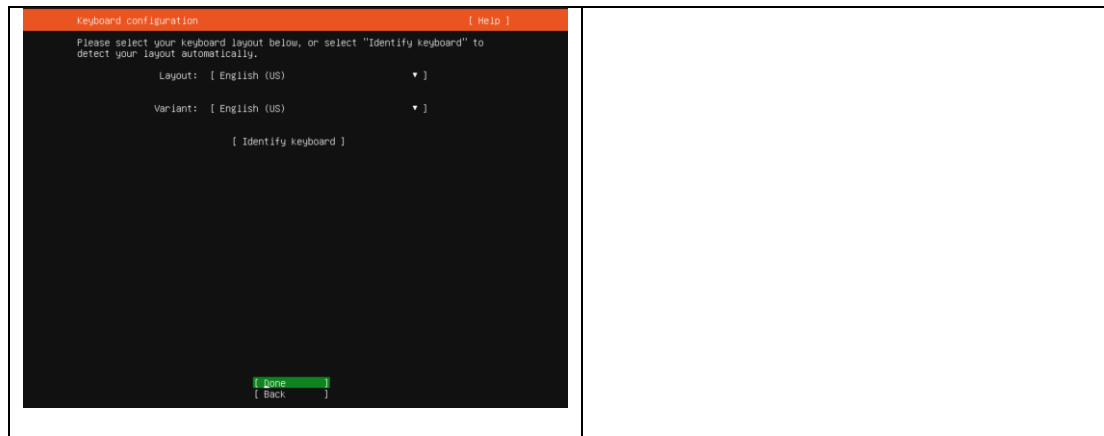 Keyboard configuration [ Help ]
Please select your keyboard layout below, or select "Identify keyboard" to
detect your layout automatically.
Layout: [ English (US) ▾ ]
Variant: [ English (US) ▾ ]
[ Identify keyboard ]
[ Done ]
[ Back ]